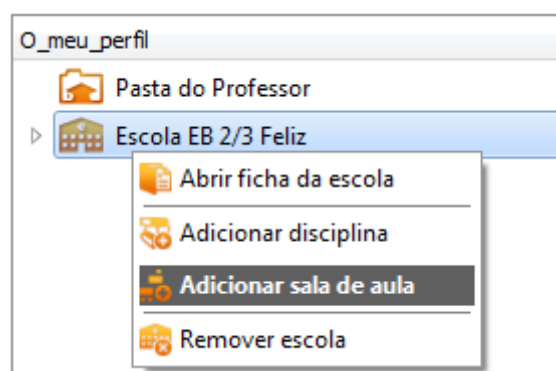 O_meu_perfil
Pasta do Professor
Escola EB 2/3 Feliz
Abrir ficha da escola
Adicionar disciplina
Adicionar sala de aula
Remover escola